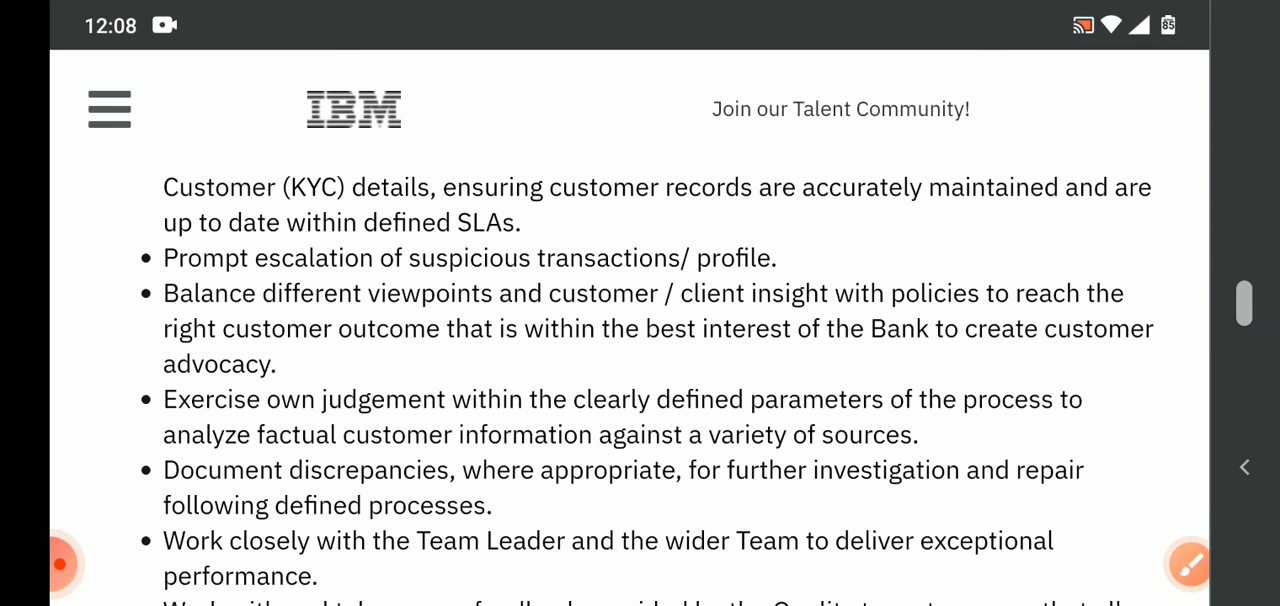 12:08
85
IBM
Join our Talent Community!
Customer (KYC) details, ensuring customer records are accurately maintained and are
up to date within defined SLAs.
• Prompt escalation of suspicious transactions/ profile.
• Balance different viewpoints and customer / client insight with policies to reach the
right customer outcome that is within the best interest of the Bank to create customer
advocacy.
• Exercise own judgement within the clearly defined parameters of the process to
analyze factual customer information against a variety of sources.
• Document discrepancies, where appropriate, for further investigation and repair
following defined processes.
• Work closely with the Team Leader and the wider Team to deliver exceptional
performance.